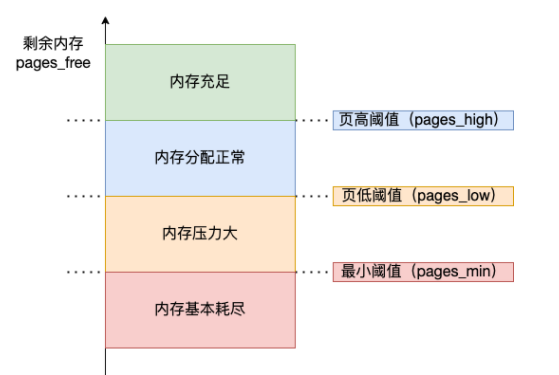 剩余内存
pages_free
内存充足
页高阈值（pages_high）
内存分配正常
页低阈值（pages_low）
内存压力大
最小阈值（pages_min）
内存基本耗尽